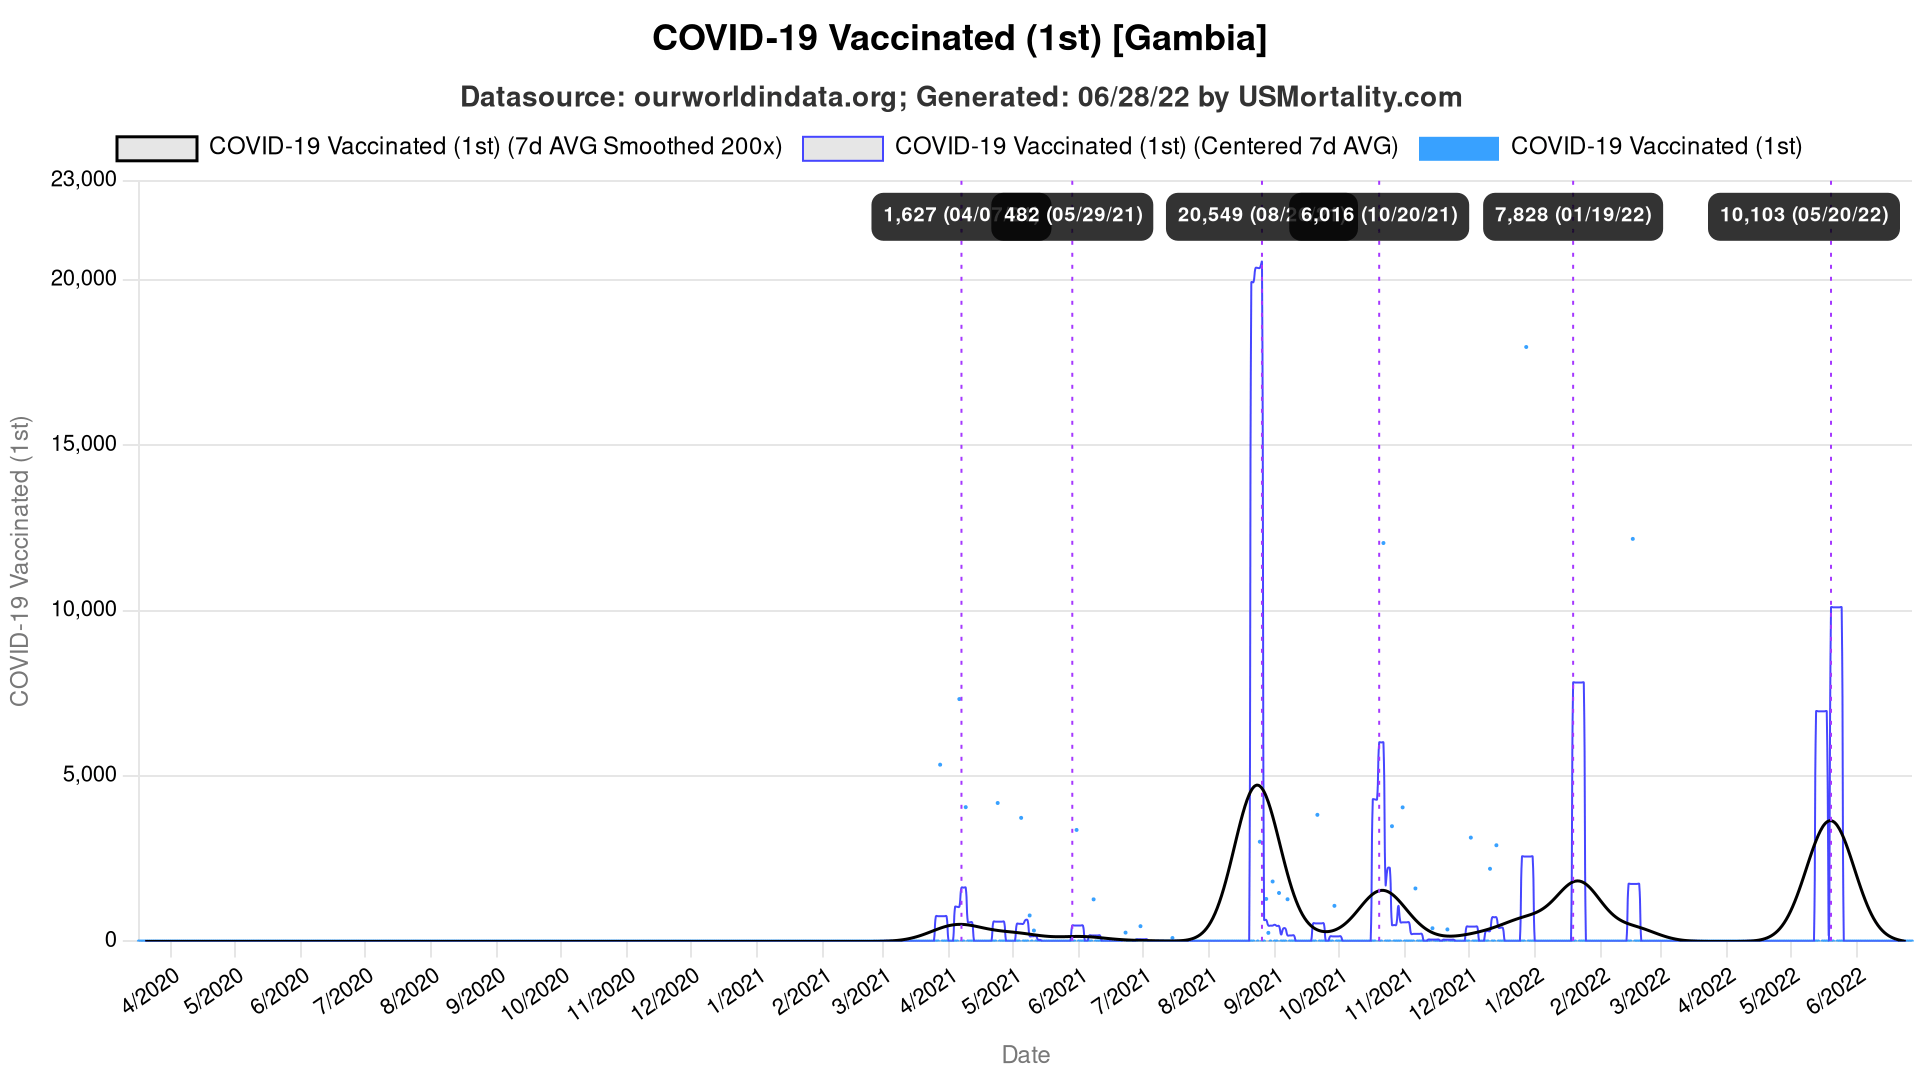 COVID-19 Vaccinated (1st) [Gambia]
Datasource: ourworldindata.org; Generated: 06/28/22 by USMortality.com
COVID-19 Vaccinated (1st) (7d AVG Smoothed 200x) COVID-19 Vaccinated (1st) (Centered 7d AVG) COVID-19 Vaccinated (1st)
23,000
1,627 (04/07 482 (05/29/21) 20,549 (08/2 6,016 (10/20/21) 7,828 (01/19/22) 10,103 (05/20/22)
20,000
15,000
10,000
5,000
0
COVID-19 Vaccinated (1st)
4/2020 5/2020 6/2020 7/2020 8/2020 9/2020 10/2020 11/2020 12/2020 1/2021 2/2021 3/2021 4/2021 5/2021 6/2021 7/2021 8/2021 9/2021 10/2021 11/2021 12/2021 1/2022 2/2022 3/2022 4/2022 5/2022 6/2022
Date